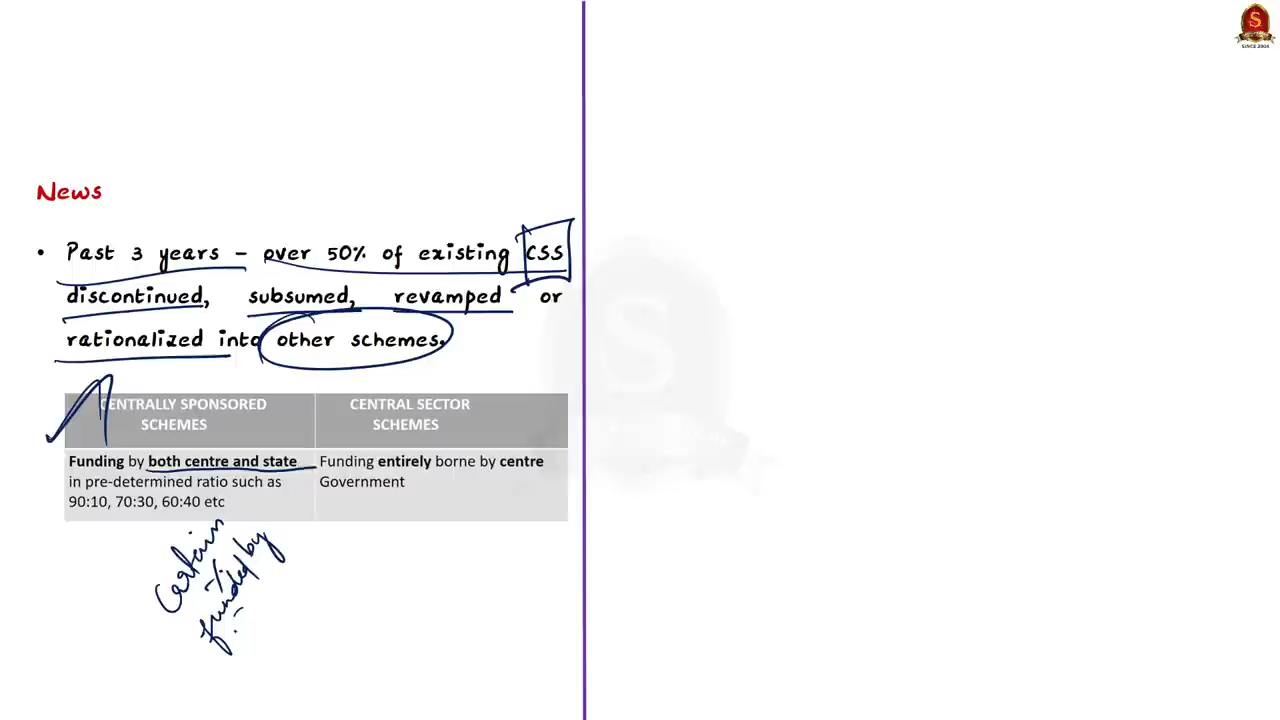 S
SINCE 2004
News
• Past 3 years - over 50% of existing CSS
discontinued, subsumed, revamped or
rationalized into other schemes.
CENTRALLY SPONSORED
SCHEMES
CENTRAL SECTOR
SCHEMES
Funding by both centre and state
in pre-determined ratio such as
90:10, 70:30, 60:40 etc
Funding entirely borne by centre
Government
Certain
%
funded by